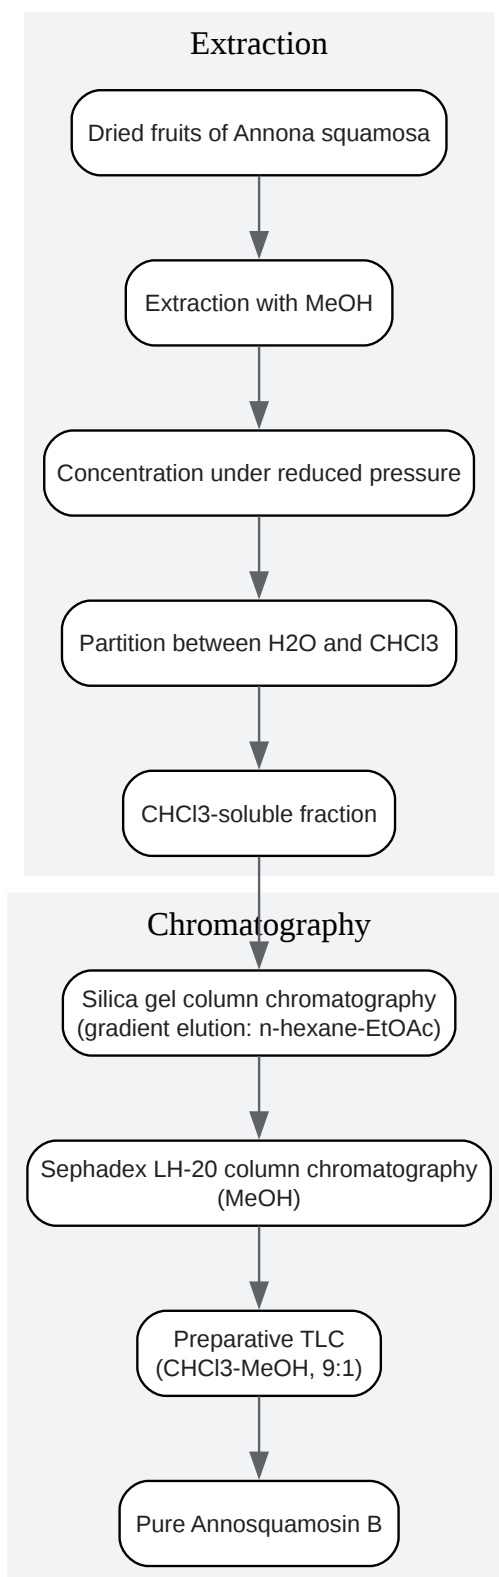 Extraction
Dried fruits of Annona squamosa
Extraction with MeOH
Concentration under reduced pressure
Partition between H2O and CHCl3
CHCl3-soluble fraction
Chromatography
Silica gel column chromatography
(gradient elution: n-hexane-EtOAc)
Sephadex LH-20 column chromatography
(MeOH)
Preparative TLC
(CHCl3-MeOH, 9:1)
Pure Annosquamosin B